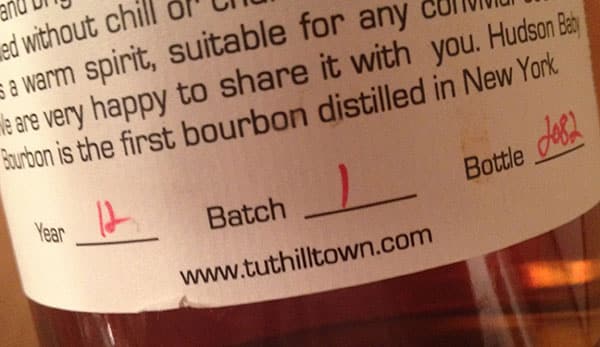 and
ed without chill or
s a warm spirit, suitable for any
We are very happy to share it with you. Hudson Baby
Bourbon is the first bourbon distilled in New York.
Year 12 Batch 1 Bottle 2082
www.tuthilltown.com